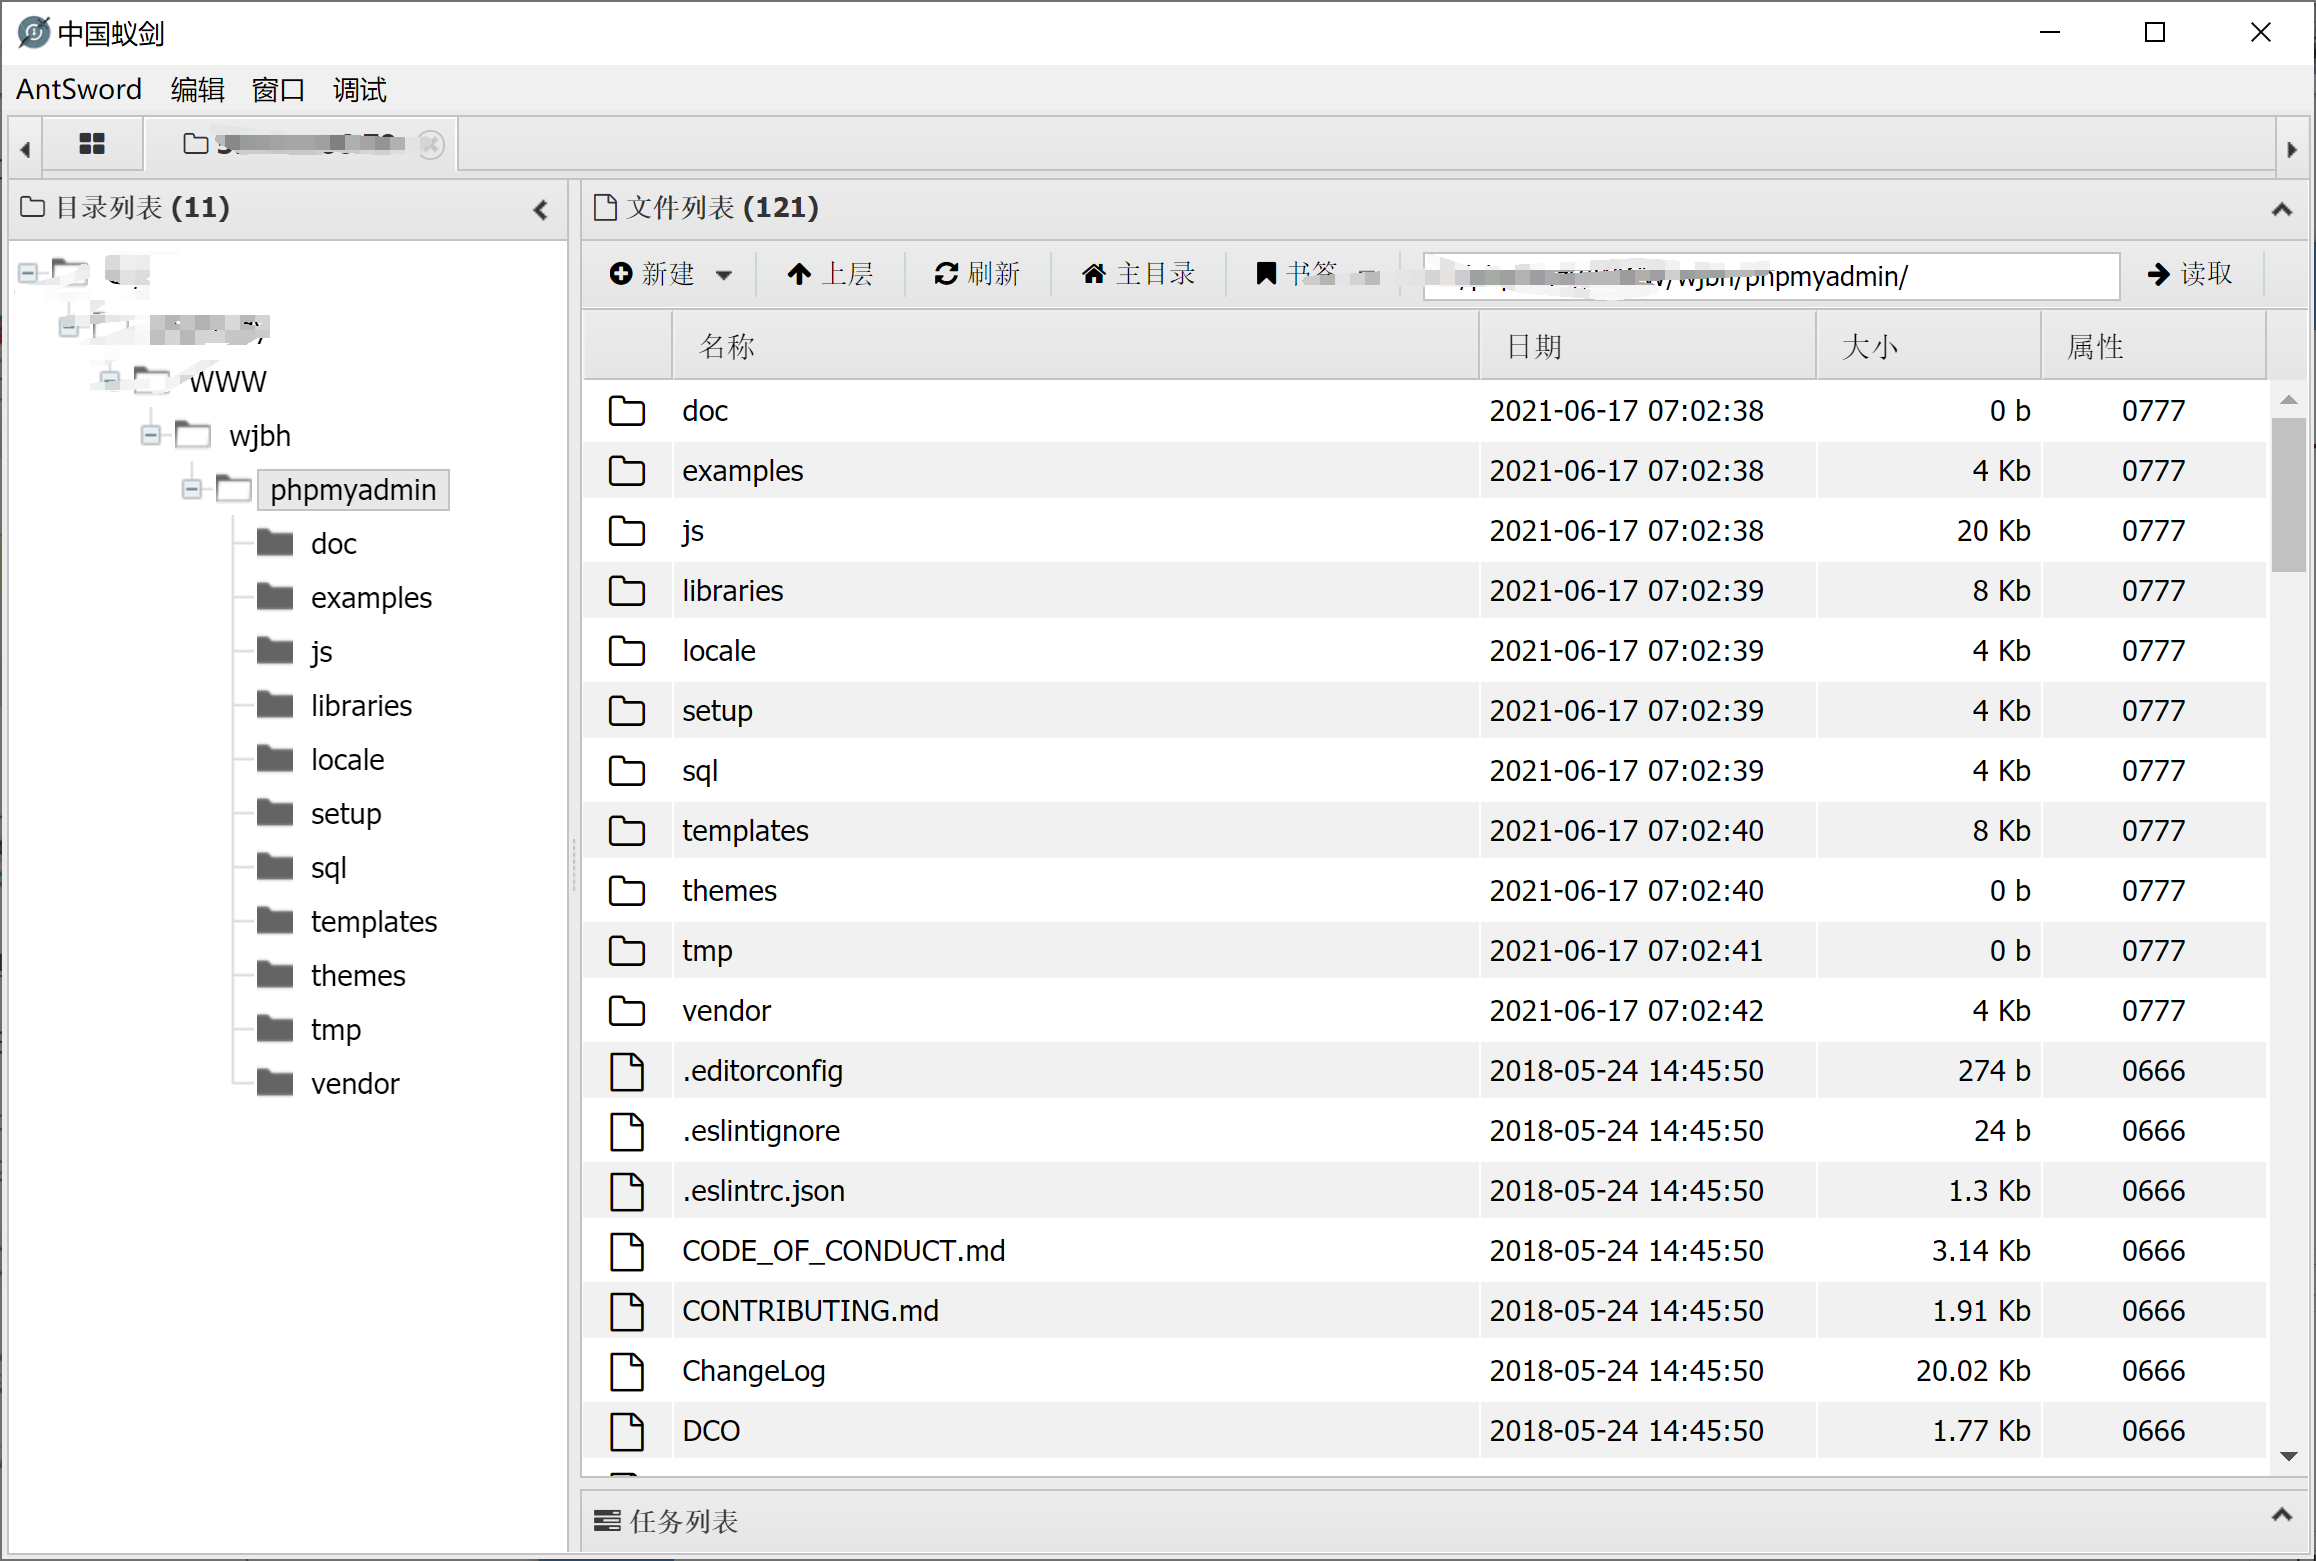 中国蚁剑
AntSword 编辑 窗口 调试
目录列表 (11)
WWW
wjbh
phpmyadmin
doc
examples
js
libraries
locale
setup
sql
templates
themes
tmp
vendor
文件列表 (121)
新建 上层 刷新 主目录 书签 /wjbh/phpmyadmin/ 读取
名称 日期 大小 属性
doc 2021-06-17 07:02:38 0 b 0777
examples 2021-06-17 07:02:38 4 Kb 0777
js 2021-06-17 07:02:38 20 Kb 0777
libraries 2021-06-17 07:02:39 8 Kb 0777
locale 2021-06-17 07:02:39 4 Kb 0777
setup 2021-06-17 07:02:39 4 Kb 0777
sql 2021-06-17 07:02:39 4 Kb 0777
templates 2021-06-17 07:02:40 8 Kb 0777
themes 2021-06-17 07:02:40 0 b 0777
tmp 2021-06-17 07:02:41 0 b 0777
vendor 2021-06-17 07:02:42 4 Kb 0777
.editorconfig 2018-05-24 14:45:50 274 b 0666
.eslintignore 2018-05-24 14:45:50 24 b 0666
.eslintrc.json 2018-05-24 14:45:50 1.3 Kb 0666
CODE_OF_CONDUCT.md 2018-05-24 14:45:50 3.14 Kb 0666
CONTRIBUTING.md 2018-05-24 14:45:50 1.91 Kb 0666
ChangeLog 2018-05-24 14:45:50 20.02 Kb 0666
DCO 2018-05-24 14:45:50 1.77 Kb 0666
任务列表